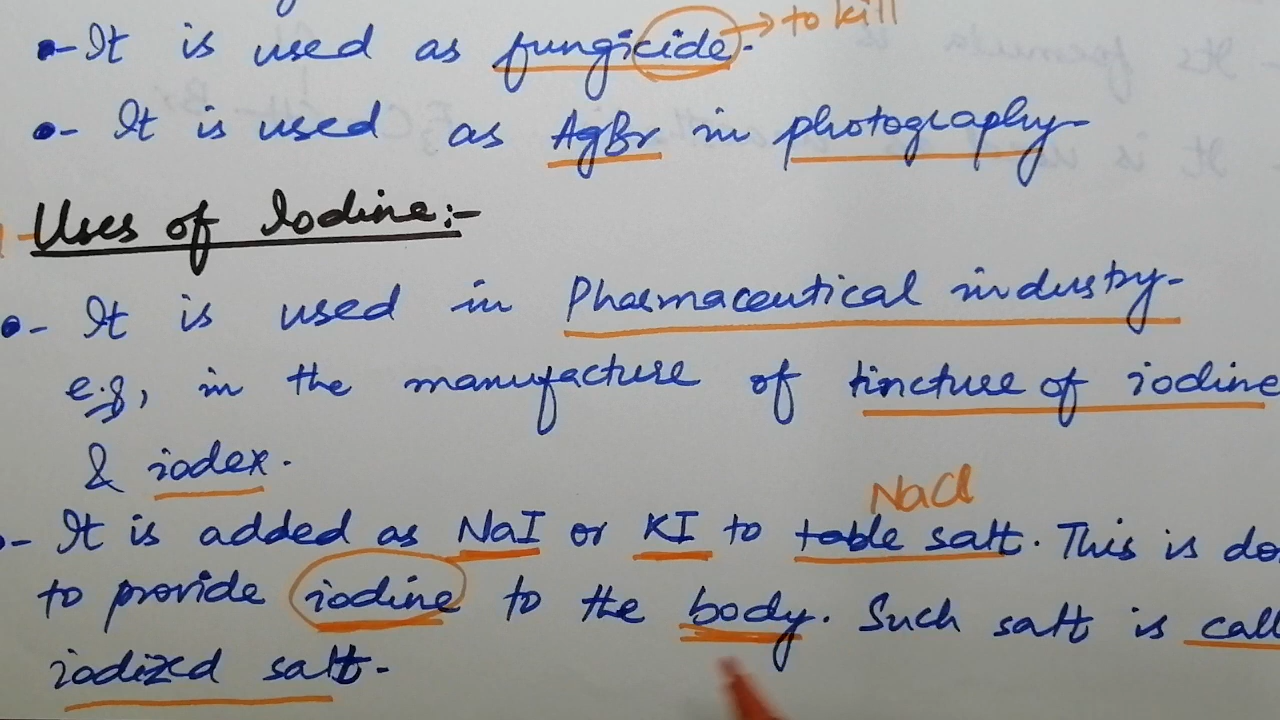 - It is used as fungicide. → to kill
- It is used as AgBr in photography-
Uses of Iodine:-
- It is used in Pharmaceutical industry-
e.g, in the manufacture of tincture of iodine
& iodex.
NaCl
- It is added as NaI or KI to table salt. This is do
to provide iodine to the body. Such salt is call
iodized salt-